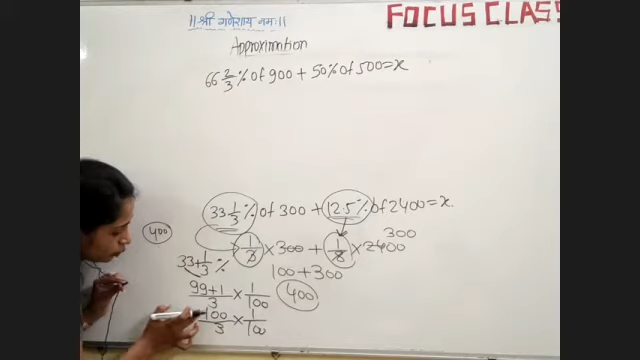 FOCUS CLASS
||श्री गणेशाय नमः||
Approximation
66 2/3 % of 900 + 50% of 500 = x
33 1/3 % of 300 + 12.5% of 2400 = x
300
400
1/3 × 300 + 1/8 × 2400
33 + 1/3 %
100 + 300
99+1/3 × 1/100
400
100/3 × 1/100